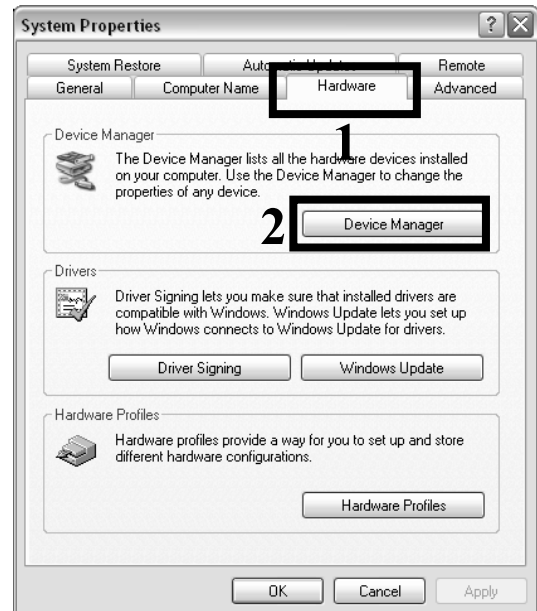 System Properties
System Restore
Automatic Updates
Remote
General
Computer Name
Hardware
Advanced
1
Device Manager
The Device Manager lists all the hardware devices installed
on your computer. Use the Device Manager to change the
properties of any device.
2
Device Manager
Drivers
Driver Signing lets you make sure that installed drivers are
compatible with Windows. Windows Update lets you set up
how Windows connects to Windows Update for drivers.
Driver Signing
Windows Update
Hardware Profiles
Hardware profiles provide a way for you to set up and store
different hardware configurations.
Hardware Profiles
OK
Cancel
Apply